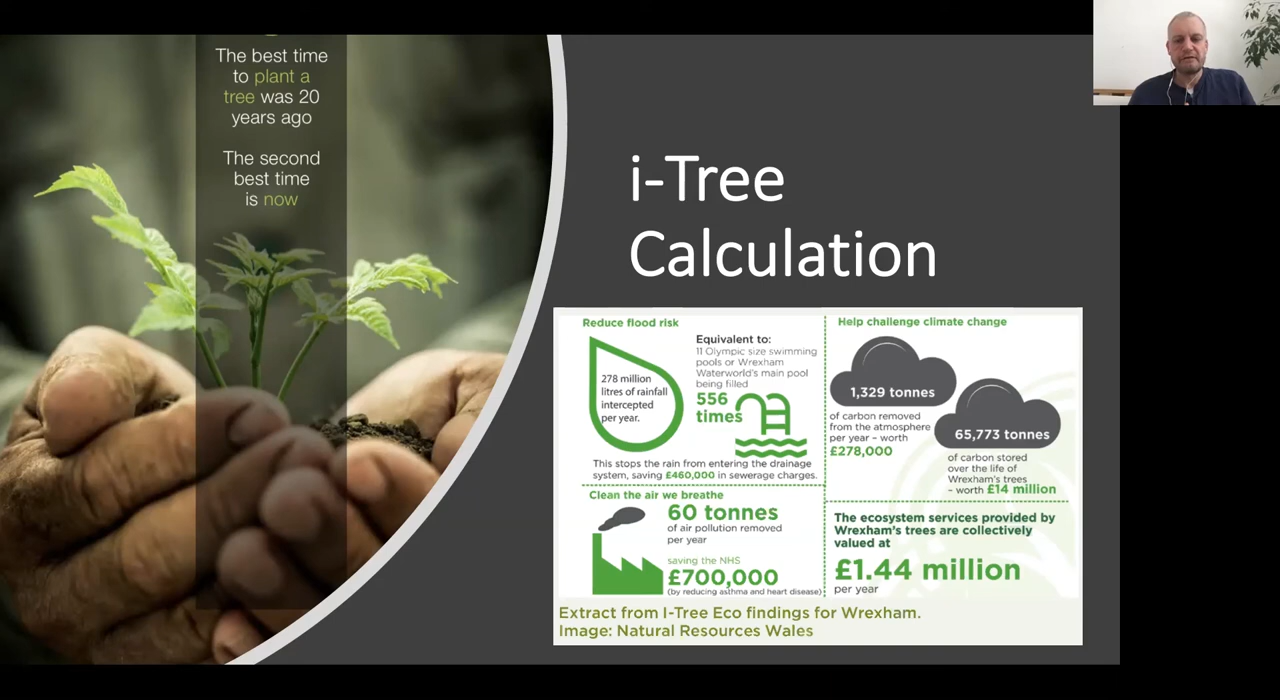 The best time
to plant a
tree was 20
years ago
The second
best time
is now
i-Tree
Calculation
Reduce flood risk
278 million
litres of rainfall
intercepted
per year.
Equivalent to:
11 Olympic size swimming
pools or Wrexham
Waterworld's main pool
being filled
556
times
This stops the rain from entering the drainage
system, saving £460,000 in sewerage charges.
Clean the air we breathe
60 tonnes
of air pollution removed
per year
saving the NHS
£700,000
(by reducing asthma and heart disease)
Help challenge climate change
1,329 tonnes
of carbon removed
from the atmosphere
per year – worth
£278,000
65,773 tonnes
of carbon stored
over the life of
Wrexham's trees
– worth £14 million
The ecosystem services provided by
Wrexham's trees are collectively
valued at
£1.44 million
per year
Extract from I-Tree Eco findings for Wrexham.
Image: Natural Resources Wales